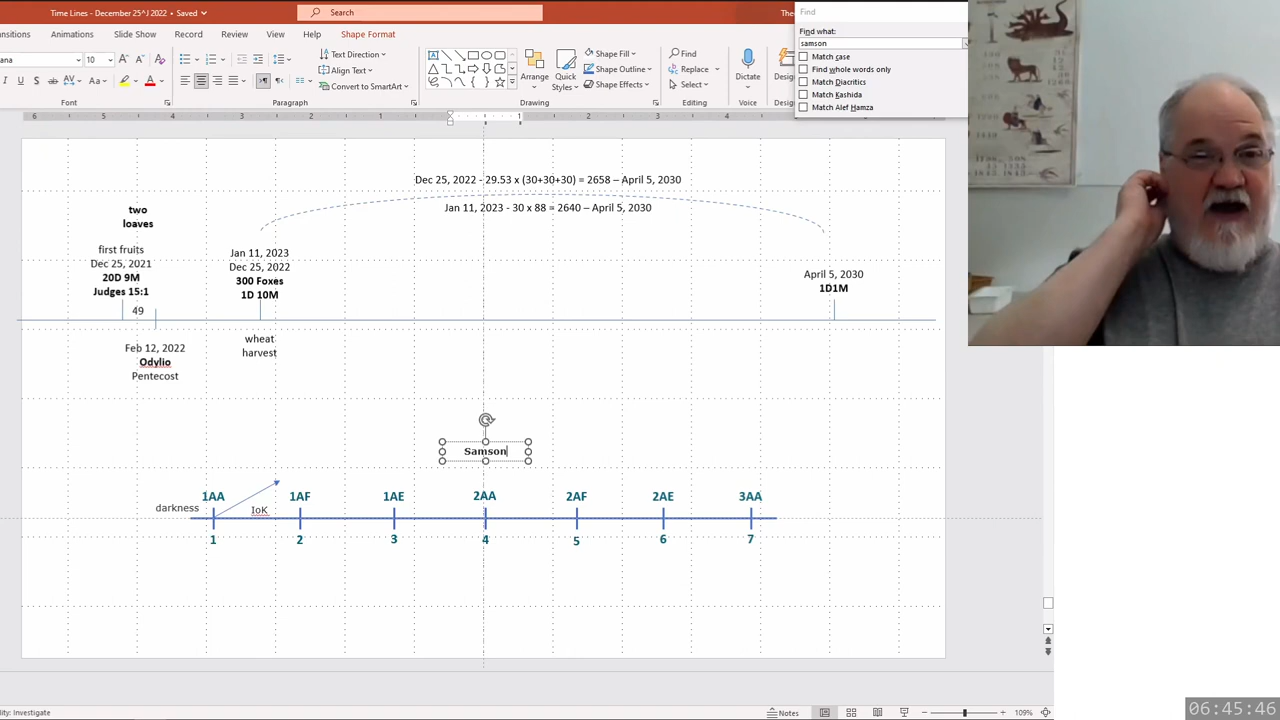 Time Lines - December 25^J 2022 • Saved
Search
Find
Find what:
samson
Match case
Find whole words only
Match Diacritics
Match Kashida
Match Alef Hamza
Animations
Slide Show
Record
Review
View
Help
Shape Format
10
Text Direction
Align Text
Convert to SmartArt
Arrange
Quick Styles
Shape Fill
Shape Outline
Shape Effects
Find
Replace
Select
Dictate
Font
Paragraph
Drawing
Editing
Voice
Dec 25, 2022 - 29.53 x (30+30+30) = 2658 – April 5, 2030
Jan 11, 2023 - 30 x 88 = 2640 – April 5, 2030
two
loaves
first fruits
Dec 25, 2021
20D 9M
Judges 15:1
49
Jan 11, 2023
Dec 25, 2022
300 Foxes
1D 10M
April 5, 2030
1D1M
Feb 12, 2022
Odylio
Pentecost
wheat
harvest
Samson
darkness
IoK
1AA 1AF 1AE 2AA 2AF 2AE 3AA
1 2 3 4 5 6 7
Notes
109%
06:45:46